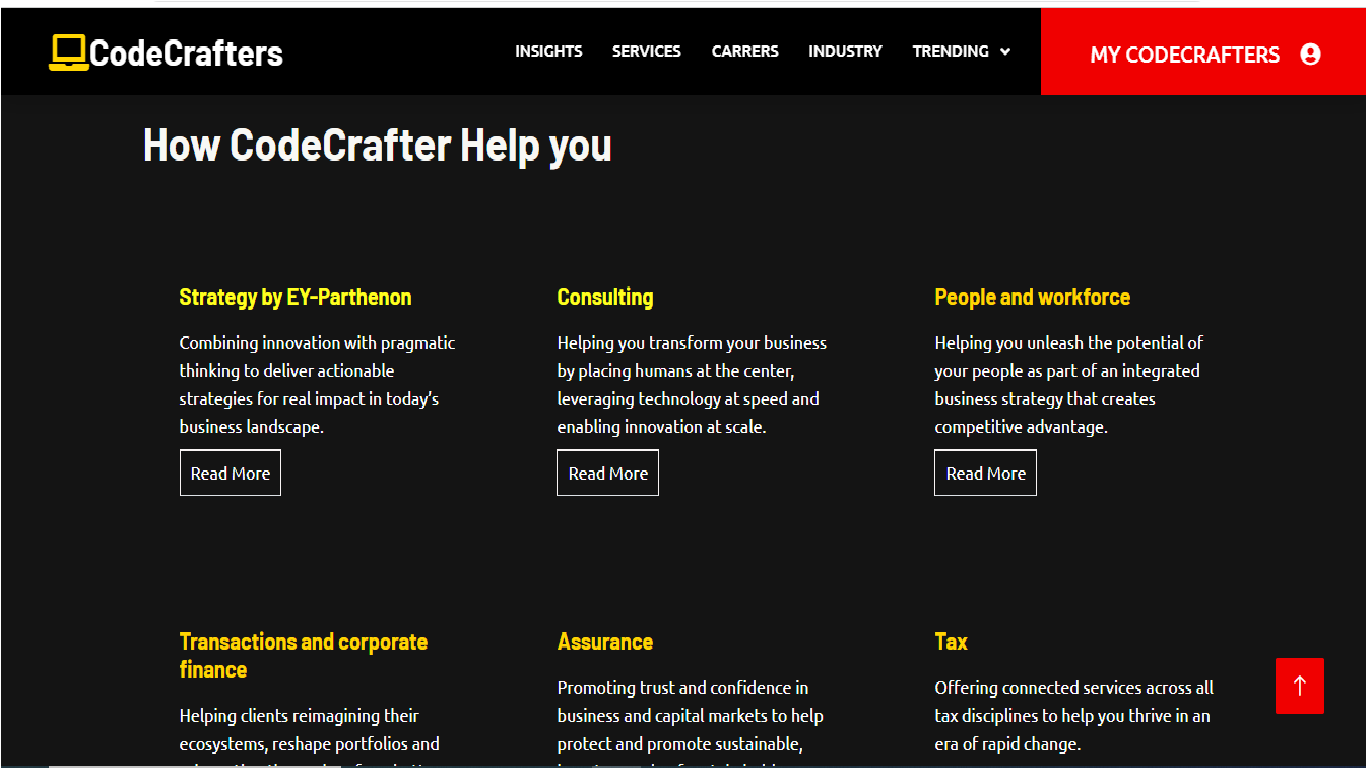 CodeCrafters
INSIGHTS SERVICES CARRERS INDUSTRY TRENDING
MY CODECRAFTERS
How CodeCrafter Help you
Strategy by EY-Parthenon
Combining innovation with pragmatic
thinking to deliver actionable
strategies for real impact in today's
business landscape.
Read More
Consulting
Helping you transform your business
by placing humans at the center,
leveraging technology at speed and
enabling innovation at scale.
Read More
People and workforce
Helping you unleash the potential of
your people as part of an integrated
business strategy that creates
competitive advantage.
Read More
Transactions and corporate
finance
Helping clients reimagining their
ecosystems, reshape portfolios and
Assurance
Promoting trust and confidence in
business and capital markets to help
protect and promote sustainable,
Tax
Offering connected services across all
tax disciplines to help you thrive in an
era of rapid change.